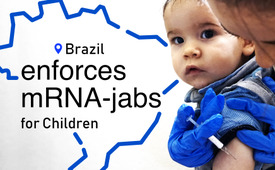 Brazil
enforces
mRNA-jabs
for Children